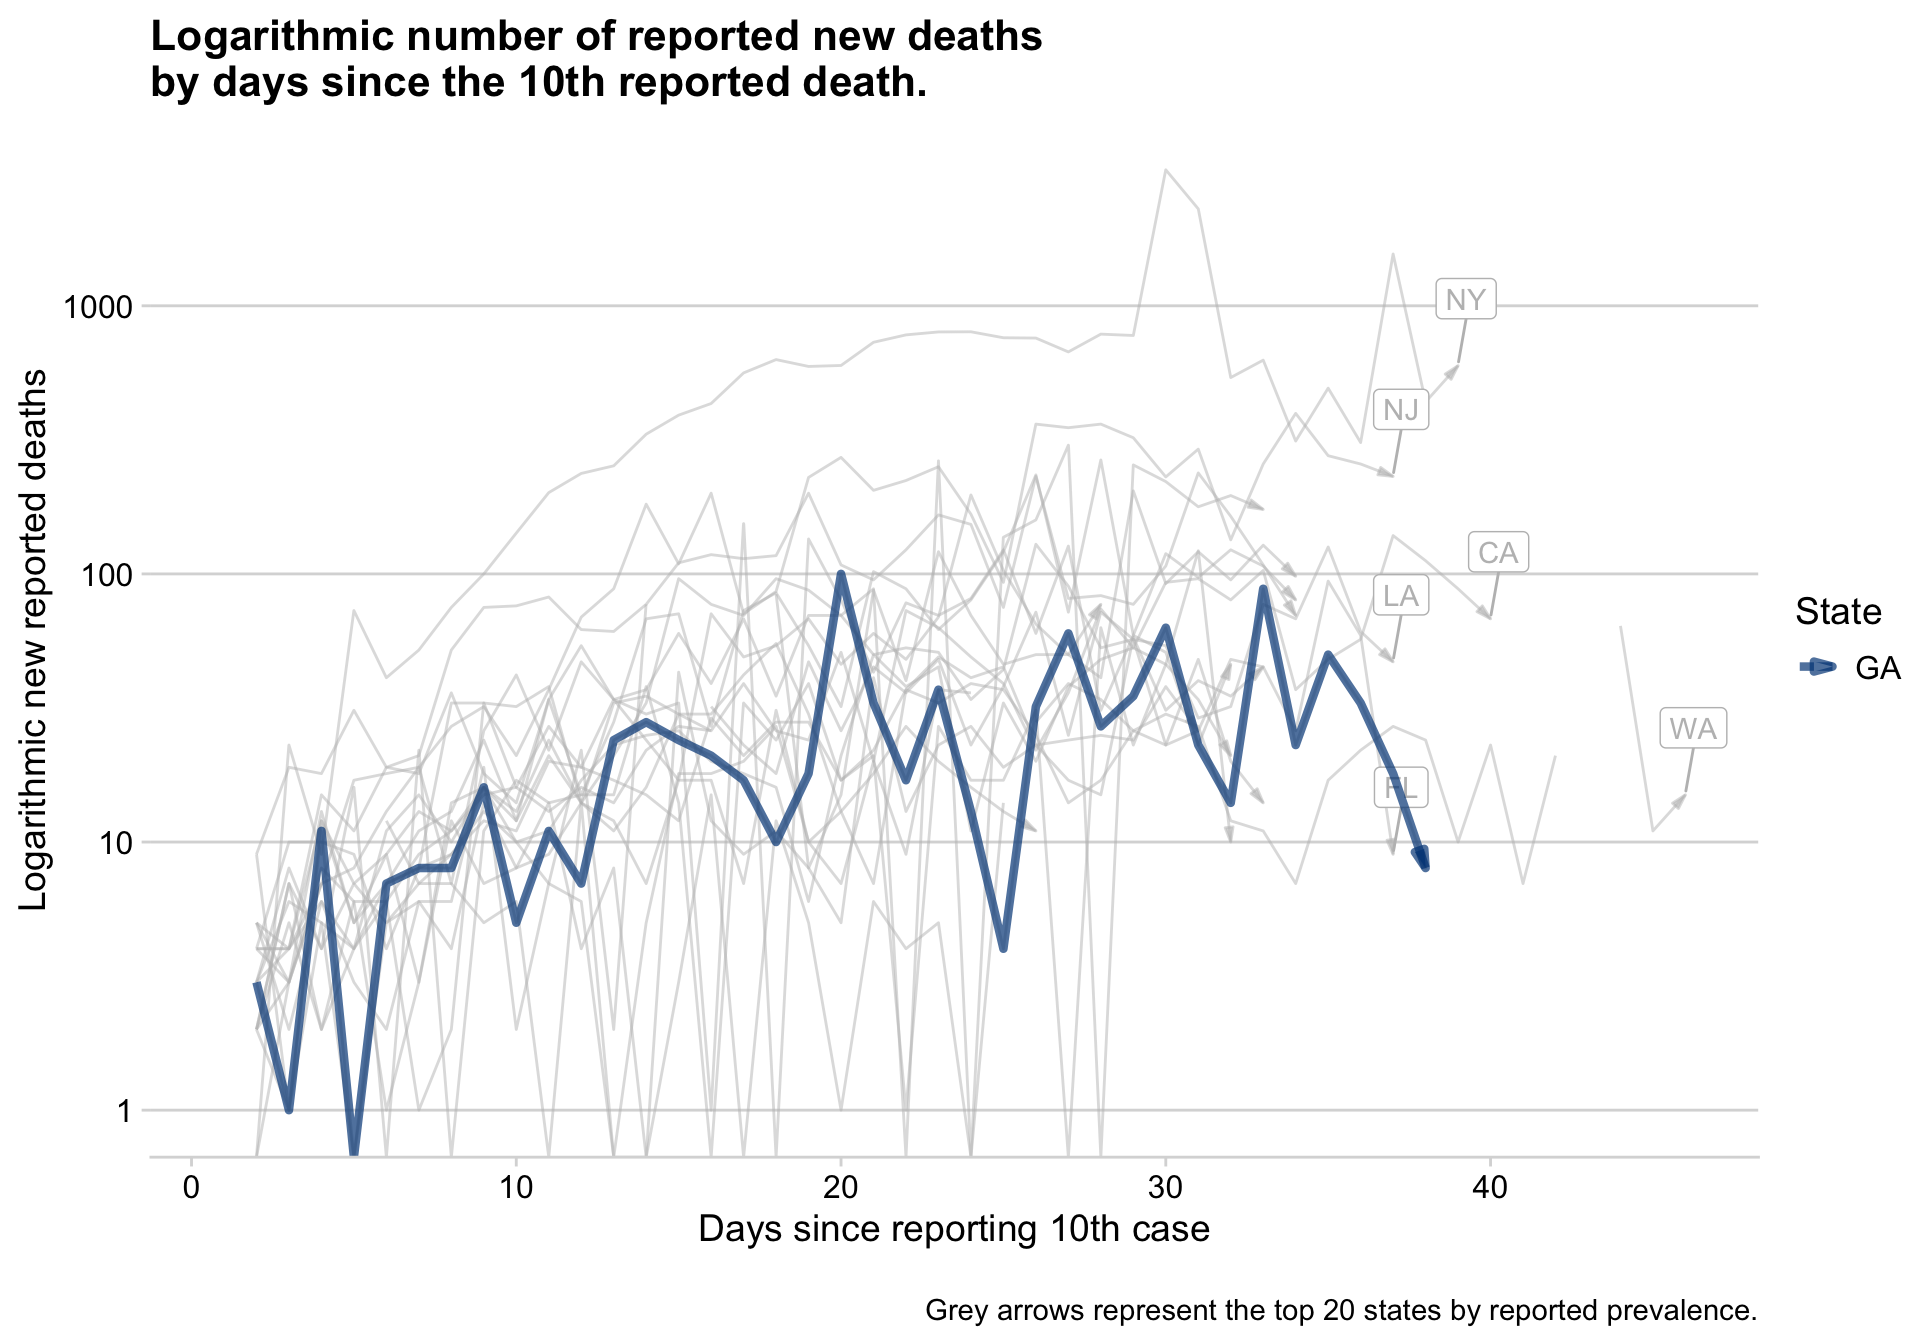 Logarithmic number of reported new deaths
by days since the 10th reported death.
Logarithmic new reported deaths
1000
100
10
1
NY
NJ
CA
LA
WA
FL
State
GA
0 10 20 30 40
Days since reporting 10th case
Grey arrows represent the top 20 states by reported prevalence.